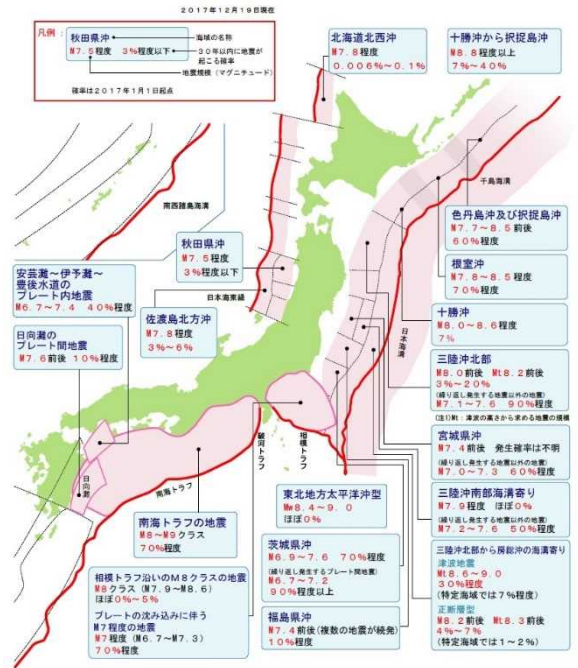 2017年12月19日現在
凡例：
秋田県沖
M7.5程度 3%程度以下
海域の名称
30年以内に地震が
起こる確率
地震規模（マグニチュード）
確率は2017年1月1日起点
北海道北西沖
M7.8程度
0.006%～0.1%
十勝沖から択捉島沖
M8.8程度以上
7%～40%
南西諸島海溝
千島海溝
色丹島沖及び択捉島沖
M7.7～8.5前後
60%程度
秋田県沖
M7.5程度
3%程度以下
根室沖
M7.8～8.5程度
70%程度
安芸灘～伊予灘～
豊後水道の
プレート内地震
M6.7～7.4 40%程度
日本海東縁
佐渡島北方沖
M7.8程度
3%～6%
日本海溝
十勝沖
M8.0～8.6程度
7%
日向灘の
プレート間地震
M7.6前後 10%程度
三陸沖北部
M8.0前後 Mt8.2前後
3%～20%
(繰り返し発生する地震以外の地震)
M7.1～7.6 90%程度
(注1)Mt：津波の高さから求める地震の規模
宮城県沖
M7.4前後 発生確率は不明
(繰り返し発生する地震以外の地震)
M7.0～7.3 60%程度
駿河トラフ
相模トラフ
日向灘
南海トラフ
三陸沖南部海溝寄り
M7.9程度 ほぼ0%
(繰り返し発生する地震以外の地震)
M7.2～7.6 50%程度
東北地方太平洋沖型
Mw8.4～9.0
ほぼ0%
南海トラフの地震
M8～M9クラス
70%程度
茨城県沖
M6.9～7.6 70%程度
(繰り返し発生するプレート間地震)
M6.7～7.2
90%程度以上
三陸沖北部から房総沖の海溝寄り
津波地震
Mt8.6～9.0
30%程度
(特定海域では7%程度)
正断層型
M8.2前後 Mt8.3前後
4%～7%
(特定海域では1～2%)
相模トラフ沿いのM8クラスの地震
M8クラス（M7.9～M8.6）
ほぼ0%～5%
プレートの沈み込みに伴う
M7程度の地震
M7程度（M6.7～M7.3）
70%程度
福島県沖
M7.4前後(複数の地震が続発)
10%程度